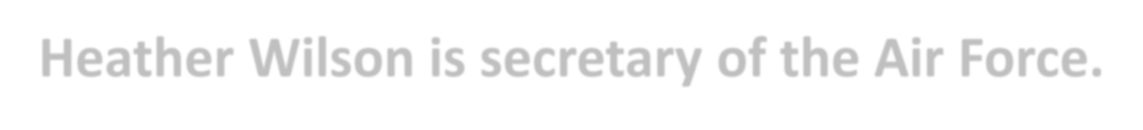 Heather Wilson is secretary of the Air Force.